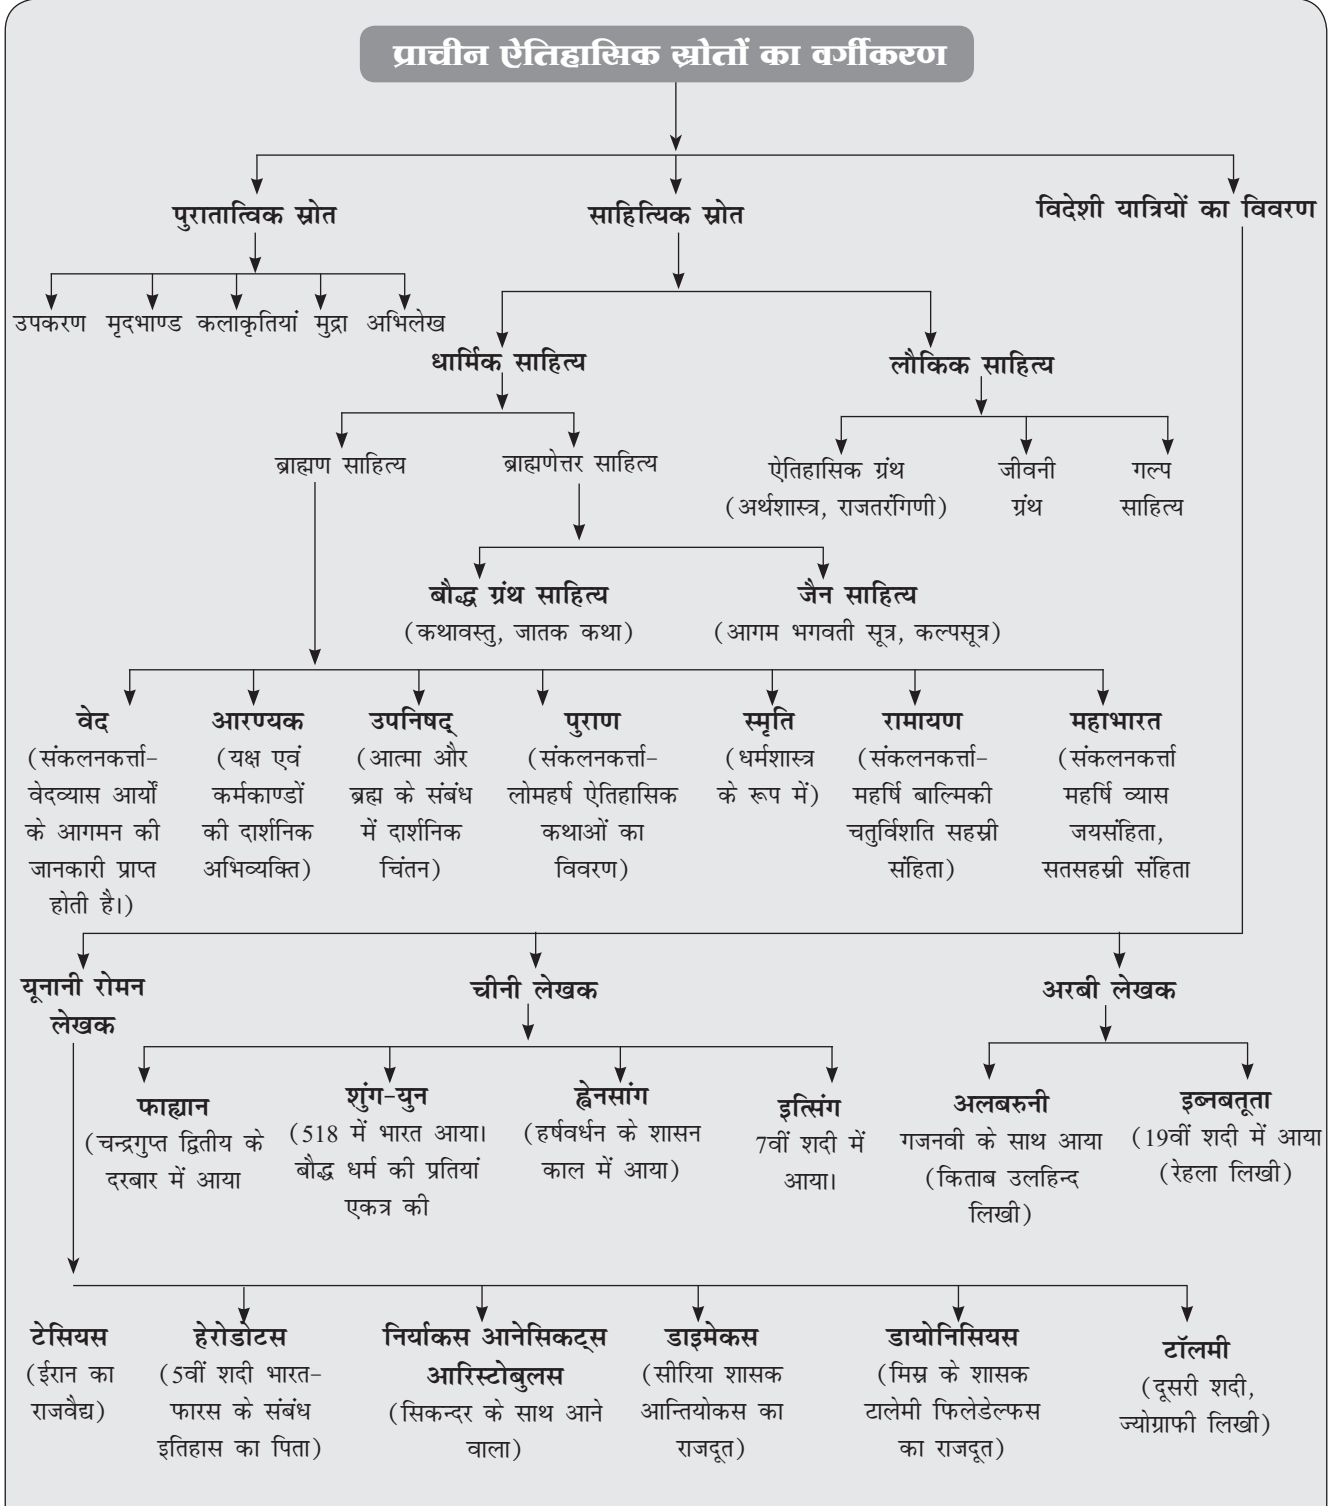 प्राचीन ऐतिहासिक स्रोतों का वर्गीकरण
पुरातात्विक स्रोत
साहित्यिक स्रोत
विदेशी यात्रियों का विवरण
उपकरण
मृदभाण्ड
कलाकृतियां
मुद्रा
अभिलेख
धार्मिक साहित्य
लौकिक साहित्य
ब्राह्मण साहित्य
ब्राह्मणेत्तर साहित्य
ऐतिहासिक ग्रंथ
(अर्थशास्त्र, राजतरंगिणी)
जीवनी
ग्रंथ
गल्प
साहित्य
बौद्ध ग्रंथ साहित्य
(कथावस्तु, जातक कथा)
जैन साहित्य
(आगम भगवती सूत्र, कल्पसूत्र)
वेद
(संकलनकर्त्ता-
वेदव्यास आर्यों
के आगमन की
जानकारी प्राप्त
होती है।)
आरण्यक
(यक्ष एवं
कर्मकाण्डों
की दार्शनिक
अभिव्यक्ति)
उपनिषद्
(आत्मा और
ब्रह्म के संबंध
में दार्शनिक
चिंतन)
पुराण
(संकलनकर्त्ता-
लोमहर्ष ऐतिहासिक
कथाओं का
विवरण)
स्मृति
(धर्मशास्त्र
के रूप में)
रामायण
(संकलनकर्त्ता-
महर्षि बाल्मिकी
चतुर्विशति सहस्री
संहिता)
महाभारत
(संकलनकर्त्ता
महर्षि व्यास
जयसंहिता,
सतसहस्री संहिता
यूनानी रोमन
लेखक
चीनी लेखक
अरबी लेखक
फाह्यान
(चन्द्रगुप्त द्वितीय के
दरबार में आया
शुंग-युन
(518 में भारत आया।
बौद्ध धर्म की प्रतियां
एकत्र की
ह्वेनसांग
(हर्षवर्धन के शासन
काल में आया)
इत्सिंग
7वीं शदी में
आया।
अलबरुनी
गजनवी के साथ आया
(किताब उलहिन्द
लिखी)
इब्नबतूता
(19वीं शदी में आया
(रेहला लिखी)
टेसियस
(ईरान का
राजवैद्य)
हेरोडोटस
(5वीं शदी भारत-
फारस के संबंध
इतिहास का पिता)
निर्याकस आनेसिकट्स
आरिस्टोबुलस
(सिकन्दर के साथ आने
वाला)
डाइमेकस
(सीरिया शासक
आन्तियोकस का
राजदूत)
डायोनिसियस
(मिस्र के शासक
टालेमी फिलेडेल्फस
का राजदूत)
टॉलमी
(दूसरी शदी,
ज्योग्राफी लिखी)